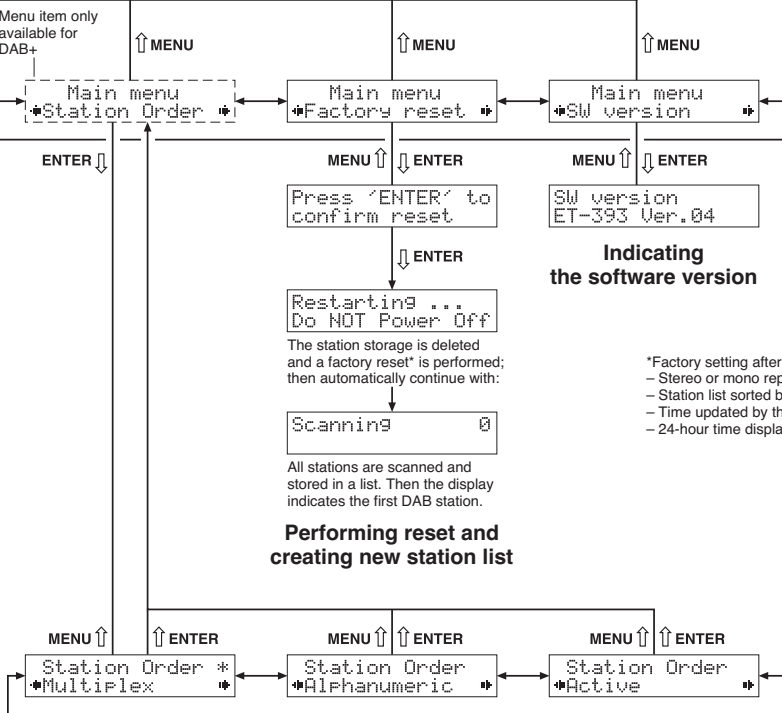 Menu item only
available for
DAB+
MENU
MENU
MENU
Main menu
Station Order
Main menu
Factory reset
Main menu
SW version
ENTER
MENU
ENTER
MENU
ENTER
Press ´ENTER´ to
confirm reset
SW version
ET-393 Ver.04
Indicating
the software version
ENTER
Restarting ...
Do NOT Power Off
The station storage is deleted
and a factory reset* is performed;
then automatically continue with:
*Factory setting after
– Stereo or mono rep
– Station list sorted b
– Time updated by th
– 24-hour time displa
Scanning 0
All stations are scanned and
stored in a list. Then the display
indicates the first DAB station.
Performing reset and
creating new station list
MENU
ENTER
MENU
ENTER
MENU
ENTER
Station Order *
Multiplex
Station Order
Alphanumeric
Station Order
Active